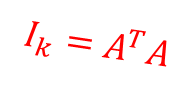 I_k = A^T A